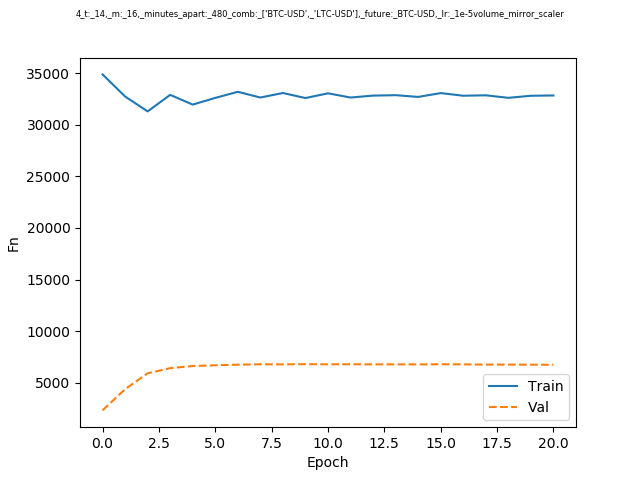 4_t:_14,_m:_16,_minutes_apart:_480_comb:_['BTC-USD',_'LTC-USD'],_future:_BTC-USD,_lr:_1e-5volume_mirror_scaler
35000
30000
25000
20000
15000
10000
5000
Fn
Train
Val
0.0 2.5 5.0 7.5 10.0 12.5 15.0 17.5 20.0
Epoch